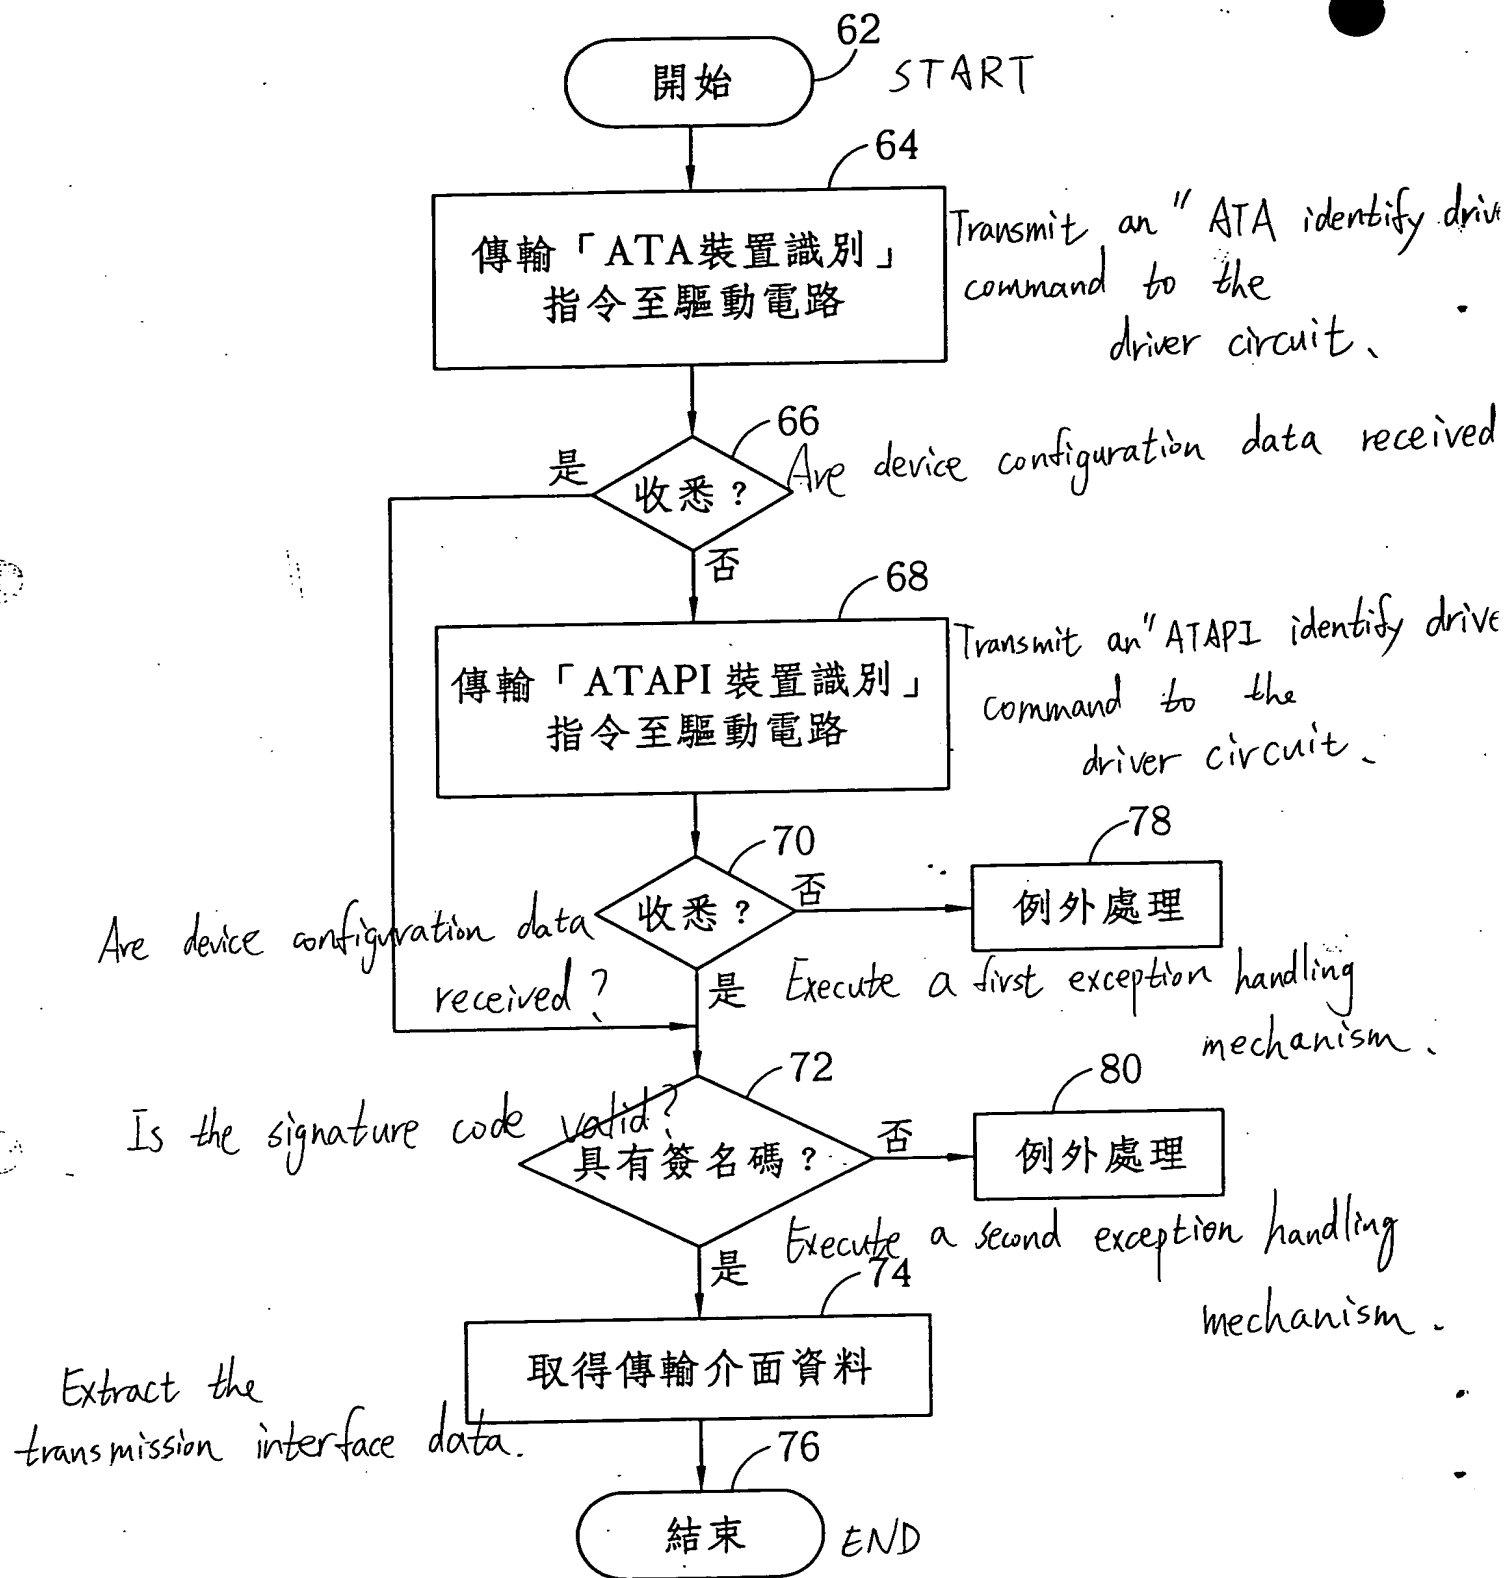 62
開始
START
64
傳輸「ATA裝置識別」
指令至驅動電路
Transmit an "ATA identify driv
command to the
driver circuit.
66
是
收悉？
Are device configuration data received
否
68
傳輸「ATAPI裝置識別」
指令至驅動電路
Transmit an "ATAPI identify drive
command to the
driver circuit.
70
收悉？
否
78
例外處理
Are device configuration data
received?
是
Execute a first exception handling
mechanism.
72
Is the signature code valid?
具有簽名碼？
否
80
例外處理
Execute a second exception handling
mechanism.
是
74
取得傳輸介面資料
Extract the
transmission interface data.
76
結束
END